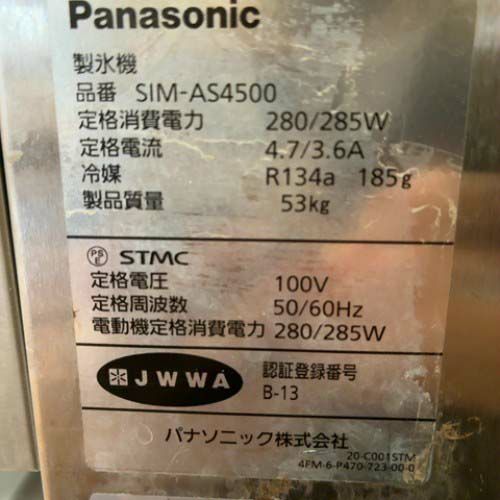 Panasonic
製氷機
品番 SIM-AS4500
定格消費電力 280/285W
定格電流 4.7/3.6A
冷媒 R134a 185g
製品質量 53kg
PSE STMC
定格電圧 100V
定格周波数 50/60Hz
電動機定格消費電力 280/285W
JWWA 認証登録番号
B-13
パナソニック株式会社
20-C001STM
4FM-6-P470-723-00-0